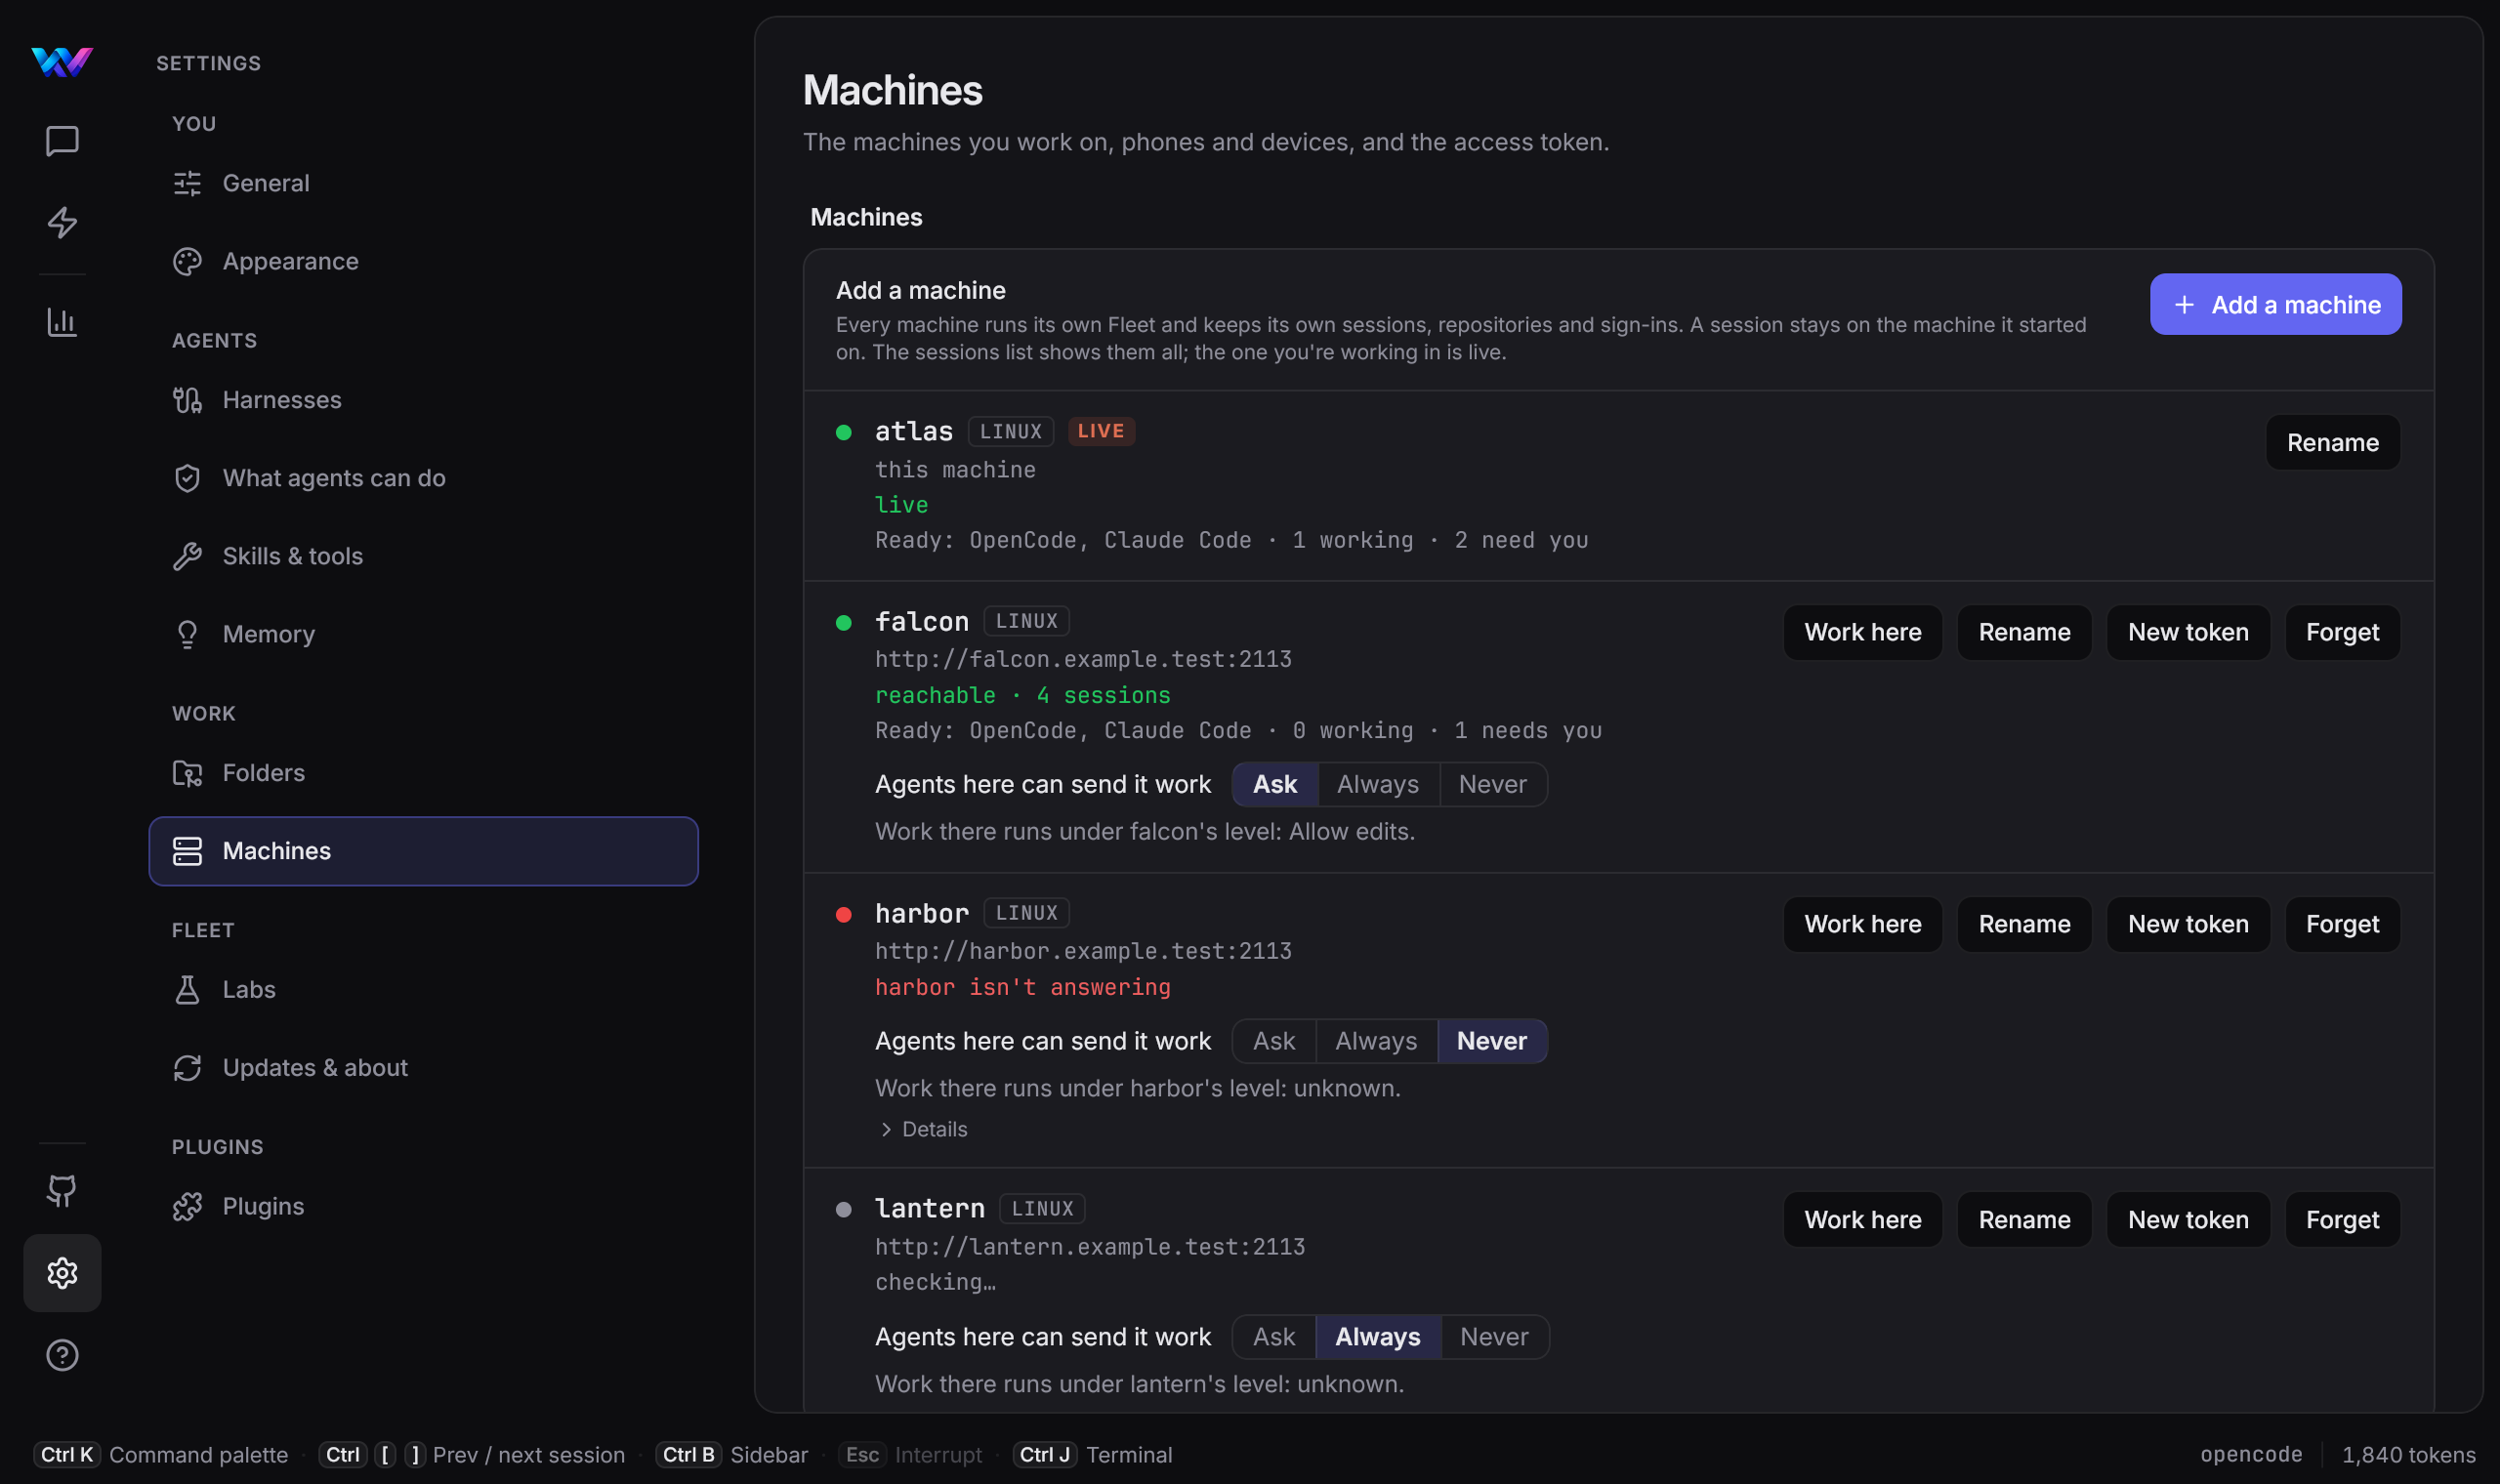 SETTINGS
YOU
General
Appearance
AGENTS
Harnesses
What agents can do
Skills & tools
Memory
WORK
Folders
Machines
FLEET
Labs
Updates & about
PLUGINS
Plugins
Machines
The machines you work on, phones and devices, and the access token.
Machines
Add a machine
Every machine runs its own Fleet and keeps its own sessions, repositories and sign-ins. A session stays on the machine it started
on. The sessions list shows them all; the one you're working in is live.
+ Add a machine
atlas LINUX LIVE
Rename
this machine
live
Ready: OpenCode, Claude Code · 1 working · 2 need you
falcon LINUX
Work here Rename New token Forget
http://falcon.example.test:2113
reachable · 4 sessions
Ready: OpenCode, Claude Code · 0 working · 1 needs you
Agents here can send it work Ask Always Never
Work there runs under falcon's level: Allow edits.
harbor LINUX
Work here Rename New token Forget
http://harbor.example.test:2113
harbor isn't answering
Agents here can send it work Ask Always Never
Work there runs under harbor's level: unknown.
Details
lantern LINUX
Work here Rename New token Forget
http://lantern.example.test:2113
checking…
Agents here can send it work Ask Always Never
Work there runs under lantern's level: unknown.
Ctrl K Command palette · Ctrl [ ] Prev / next session · Ctrl B Sidebar · Esc Interrupt · Ctrl J Terminal
opencode 1,840 tokens